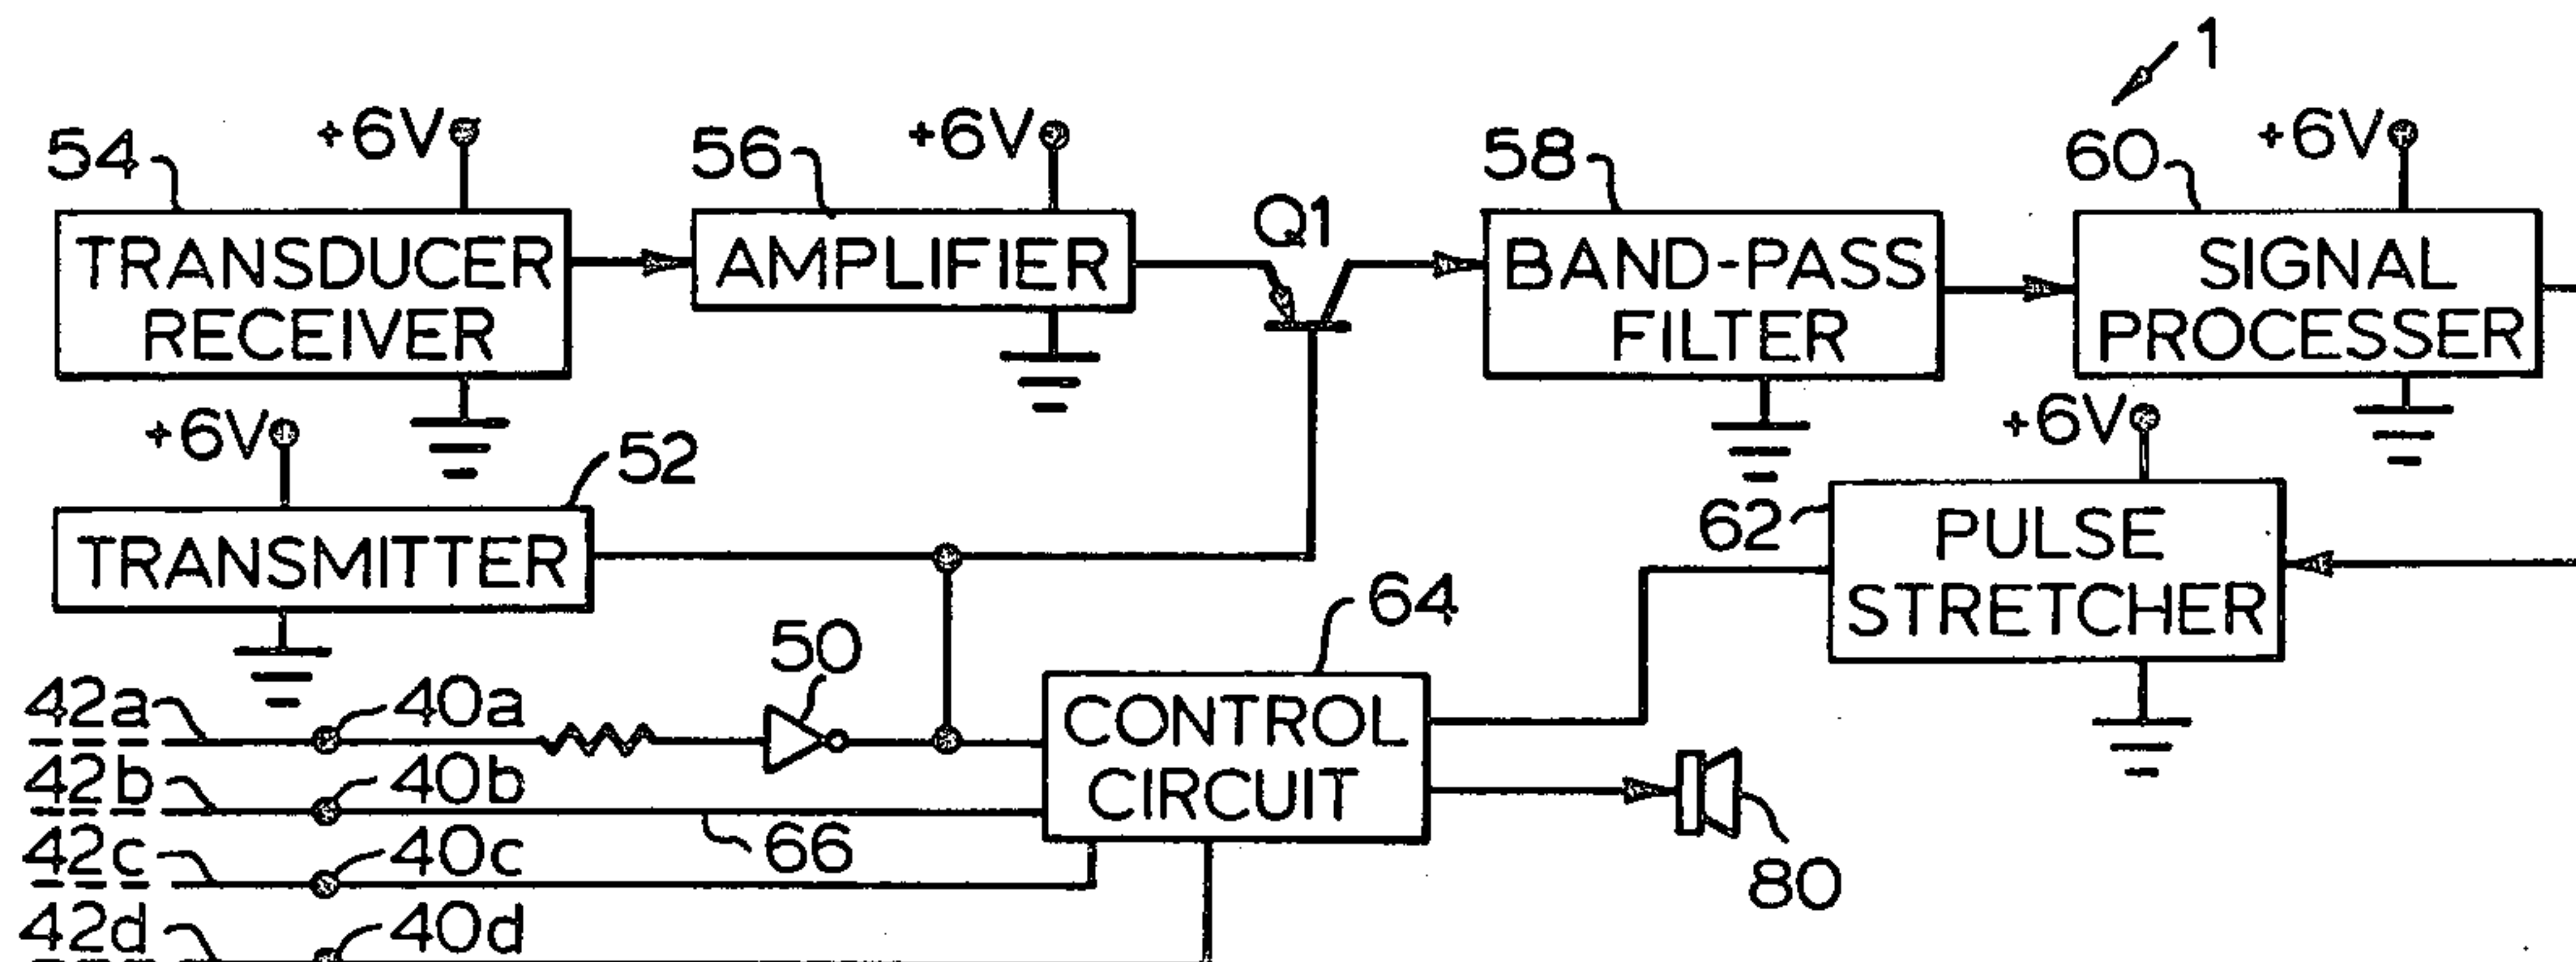 1
54
+6V
56
+6V
Q1
58
60
+6V
TRANSDUCER
RECEIVER
AMPLIFIER
BAND-PASS
FILTER
SIGNAL
PROCESSER
+6V
52
TRANSMITTER
+6V
62
PULSE
STRETCHER
50
64
42a
40a
CONTROL
CIRCUIT
42b
40b
66
42c
40c
80
42d
40d